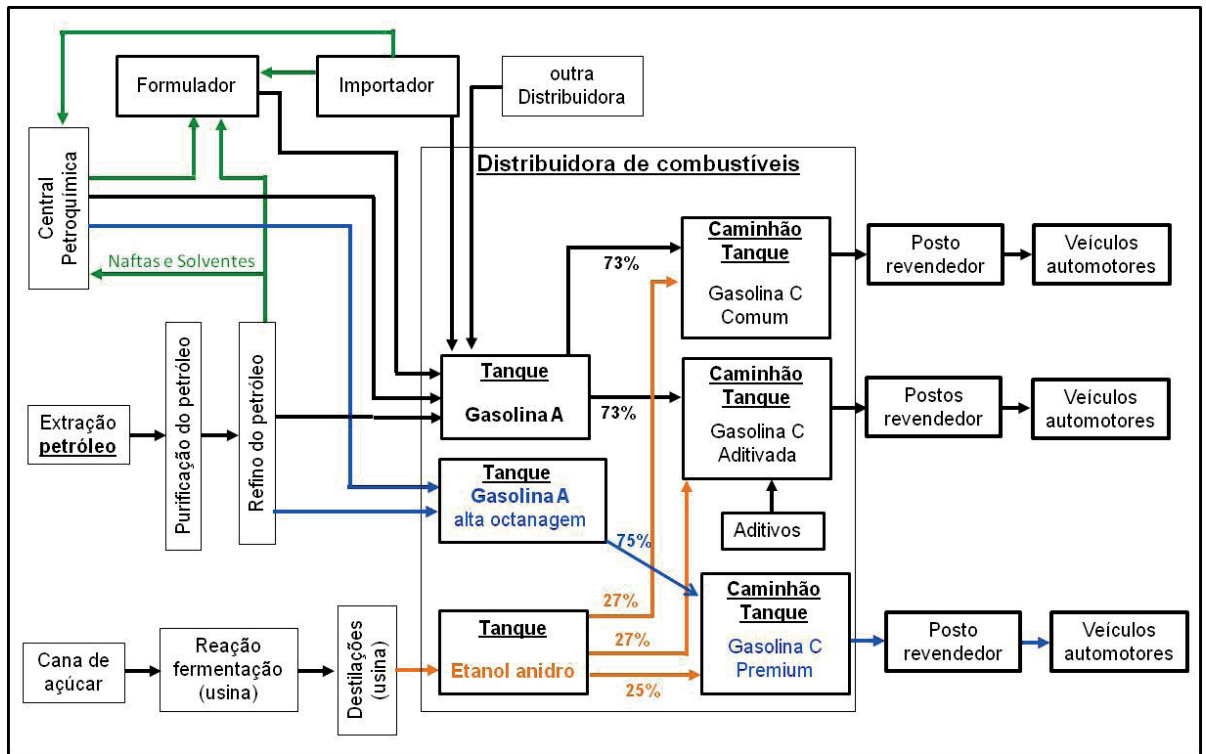 Formulador
Importador
outra
Distribuidora
Central
Petroquímica
Naftas e Solventes
Distribuidora de combustíveis
Caminhão
Tanque
Gasolina C
Comum
73%
Posto
revendedor
Veículos
automotores
Tanque
Gasolina A
73%
Caminhão
Tanque
Gasolina C
Aditivada
Postos
revendedor
Veículos
automotores
Extração
petróleo
Purificação do petróleo
Refino do petróleo
Tanque
Gasolina A
alta octanagem
75%
Aditivos
Caminhão
Tanque
Gasolina C
Premium
Posto
revendedor
Veículos
automotores
27%
27%
25%
Tanque
Etanol anidro
Cana de
açúcar
Reação
fermentação
(usina)
Destilações
(usina)